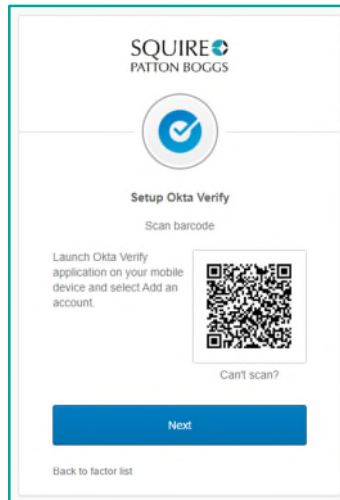 SQUIRE
PATTON BOGGS
Setup Okta Verify
Scan barcode
Launch Okta Verify
application on your mobile
device and select Add an
account.
Can't scan?
Next
Back to factor list